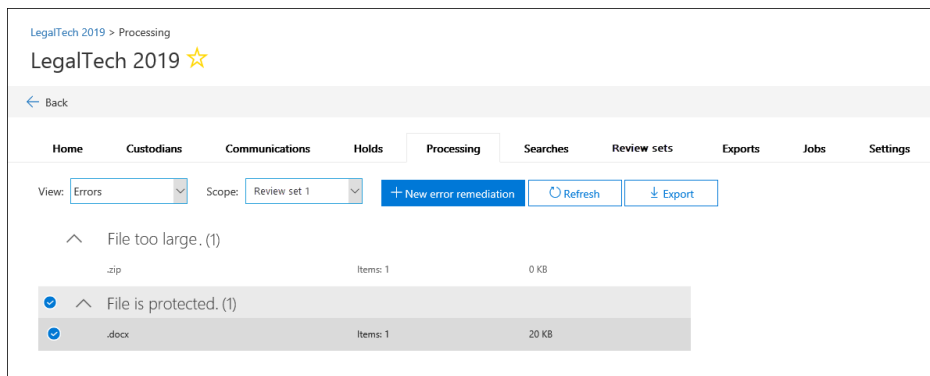 LegalTech 2019 > Processing
LegalTech 2019
Back
Home Custodians Communications Holds Processing Searches Review sets Exports Jobs Settings
View: Errors Scope: Review set 1 + New error remediation Refresh Export
File too large. (1)
.zip Items: 1 0 KB
File is protected. (1)
.docx Items: 1 20 KB